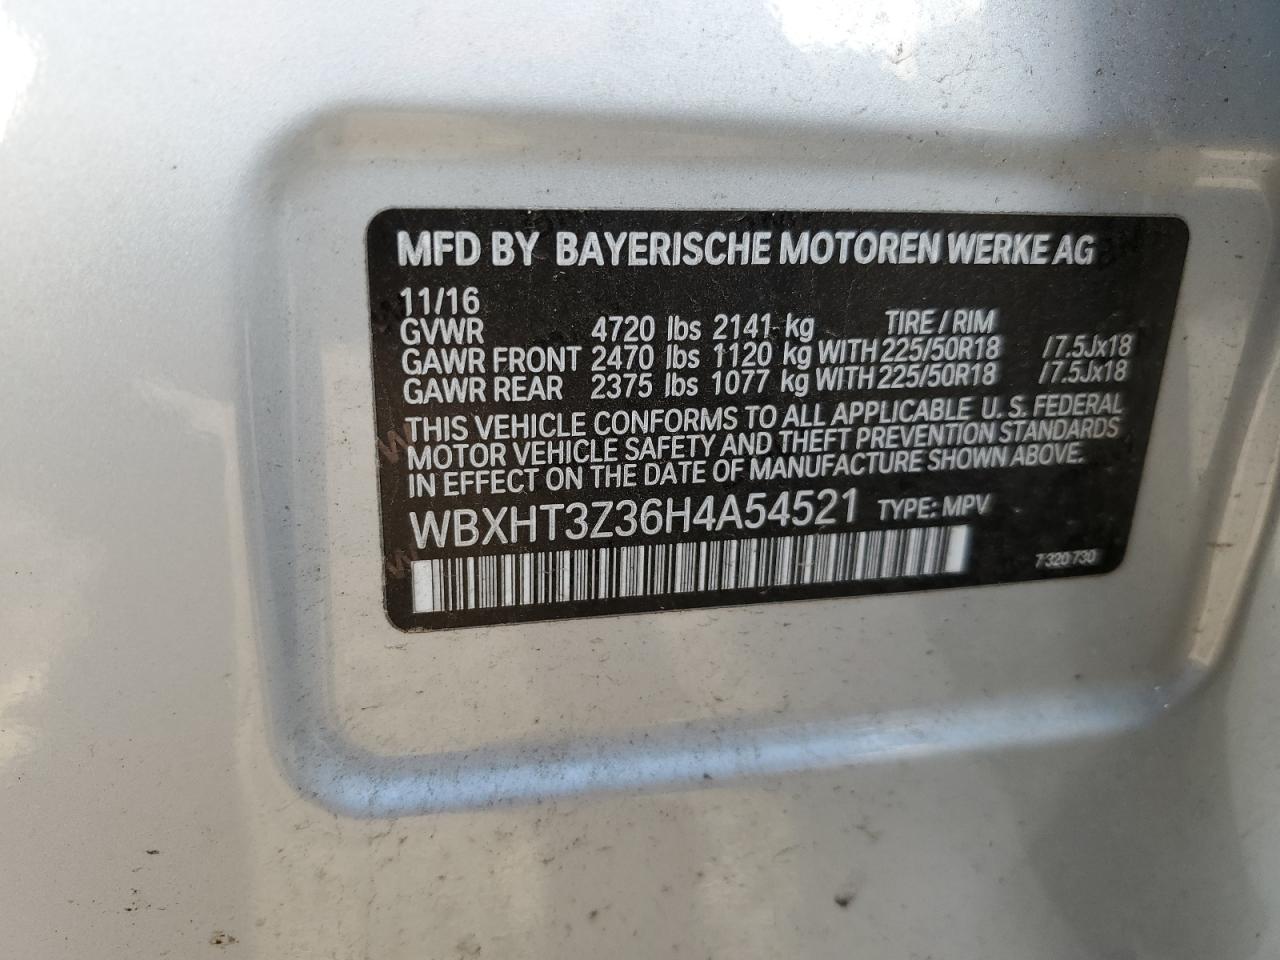 MFD BY BAYERISCHE MOTOREN WERKE AG
11/16
GVWR 4720 lbs 2141 kg TIRE / RIM
GAWR FRONT 2470 lbs 1120 kg WITH 225/50R18 /7.5Jx18
GAWR REAR 2375 lbs 1077 kg WITH 225/50R18 /7.5Jx18
THIS VEHICLE CONFORMS TO ALL APPLICABLE U. S. FEDERAL
MOTOR VEHICLE SAFETY AND THEFT PREVENTION STANDARDS
IN EFFECT ON THE DATE OF MANUFACTURE SHOWN ABOVE.
WBXHT3Z36H4A54521 TYPE: MPV
7 320 730